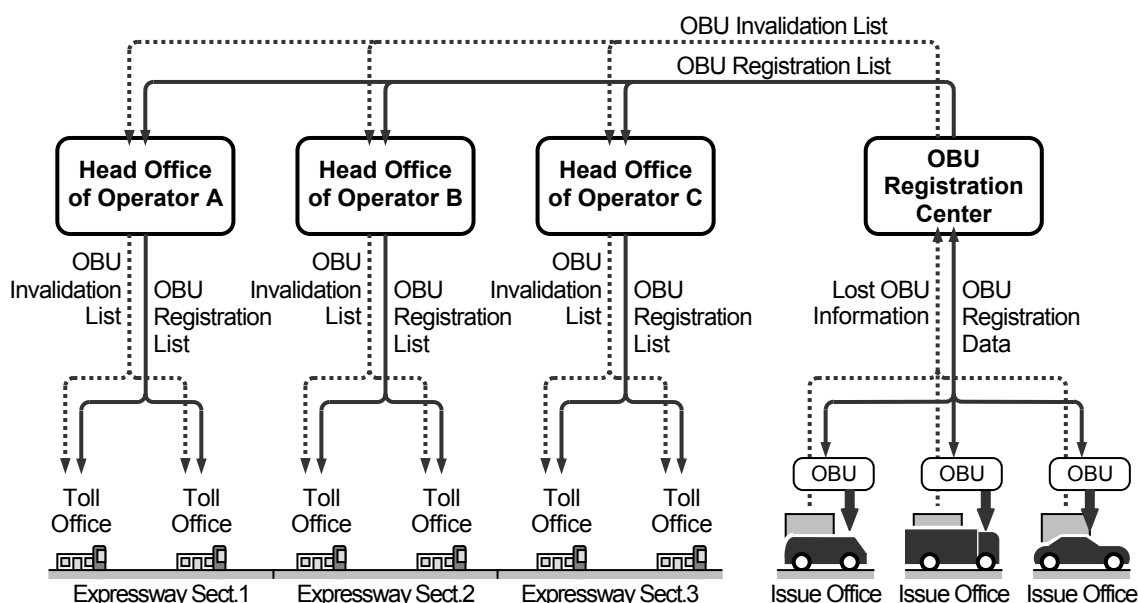 OBU Invalidation List
OBU Registration List
Head Office
of Operator A
Head Office
of Operator B
Head Office
of Operator C
OBU
Registration
Center
OBU
Invalidation
List
OBU
Registration
List
OBU
Invalidation
List
OBU
Registration
List
OBU
Invalidation
List
OBU
Registration
List
Lost OBU
Information
OBU
Registration
Data
OBU
OBU
OBU
Toll
Office
Toll
Office
Toll
Office
Toll
Office
Toll
Office
Toll
Office
Expressway Sect.1
Expressway Sect.2
Expressway Sect.3
Issue Office
Issue Office
Issue Office